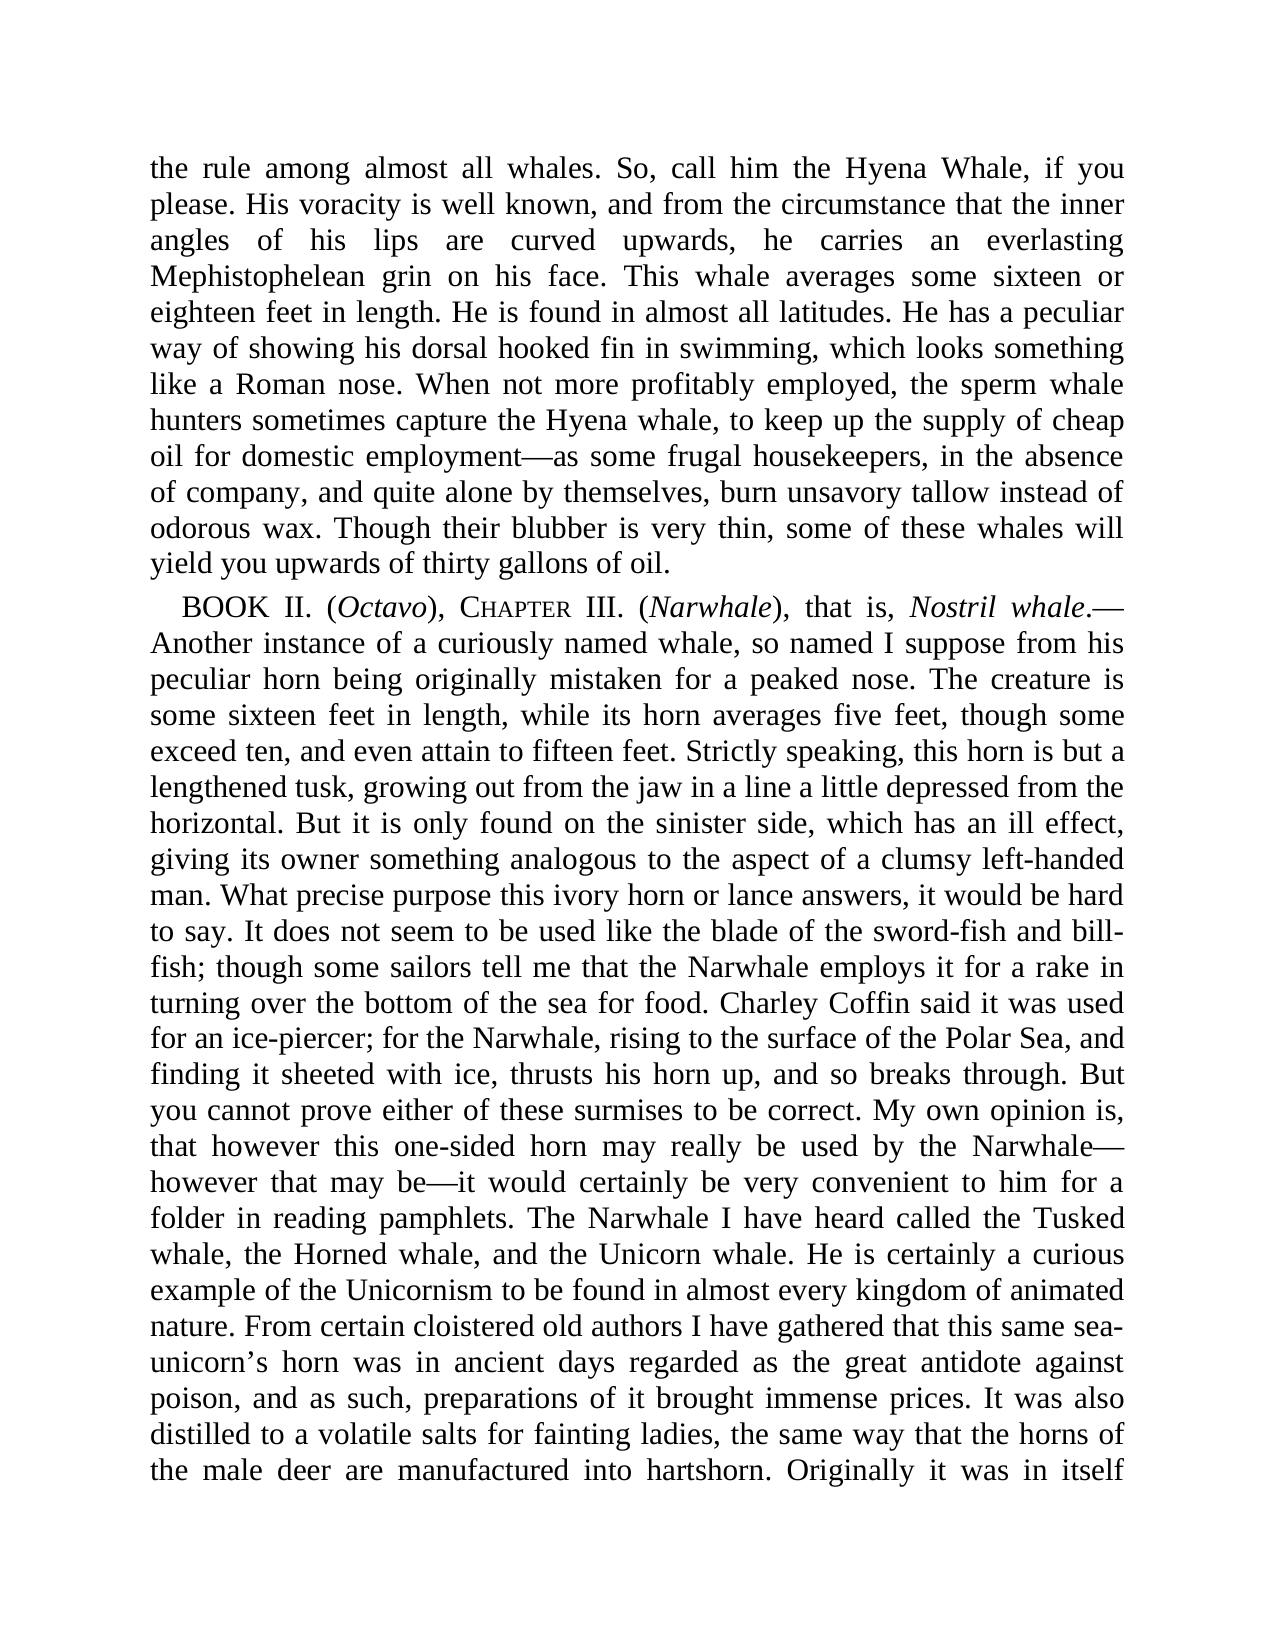 the rule among almost all whales. So, call him the Hyena Whale, if you
please. His voracity is well known, and from the circumstance that the inner
angles of his lips are curved upwards, he carries an everlasting
Mephistophelean grin on his face. This whale averages some sixteen or
eighteen feet in length. He is found in almost all latitudes. He has a peculiar
way of showing his dorsal hooked fin in swimming, which looks something
like a Roman nose. When not more profitably employed, the sperm whale
hunters sometimes capture the Hyena whale, to keep up the supply of cheap
oil for domestic employment—as some frugal housekeepers, in the absence
of company, and quite alone by themselves, burn unsavory tallow instead of
odorous wax. Though their blubber is very thin, some of these whales will
yield you upwards of thirty gallons of oil.
BOOK II. (Octavo), CHAPTER III. (Narwhale), that is, Nostril whale.—
Another instance of a curiously named whale, so named I suppose from his
peculiar horn being originally mistaken for a peaked nose. The creature is
some sixteen feet in length, while its horn averages five feet, though some
exceed ten, and even attain to fifteen feet. Strictly speaking, this horn is but a
lengthened tusk, growing out from the jaw in a line a little depressed from the
horizontal. But it is only found on the sinister side, which has an ill effect,
giving its owner something analogous to the aspect of a clumsy left-handed
man. What precise purpose this ivory horn or lance answers, it would be hard
to say. It does not seem to be used like the blade of the sword-fish and bill-
fish; though some sailors tell me that the Narwhale employs it for a rake in
turning over the bottom of the sea for food. Charley Coffin said it was used
for an ice-piercer; for the Narwhale, rising to the surface of the Polar Sea, and
finding it sheeted with ice, thrusts his horn up, and so breaks through. But
you cannot prove either of these surmises to be correct. My own opinion is,
that however this one-sided horn may really be used by the Narwhale—
however that may be—it would certainly be very convenient to him for a
folder in reading pamphlets. The Narwhale I have heard called the Tusked
whale, the Horned whale, and the Unicorn whale. He is certainly a curious
example of the Unicornism to be found in almost every kingdom of animated
nature. From certain cloistered old authors I have gathered that this same sea-
unicorn’s horn was in ancient days regarded as the great antidote against
poison, and as such, preparations of it brought immense prices. It was also
distilled to a volatile salts for fainting ladies, the same way that the horns of
the male deer are manufactured into hartshorn. Originally it was in itself